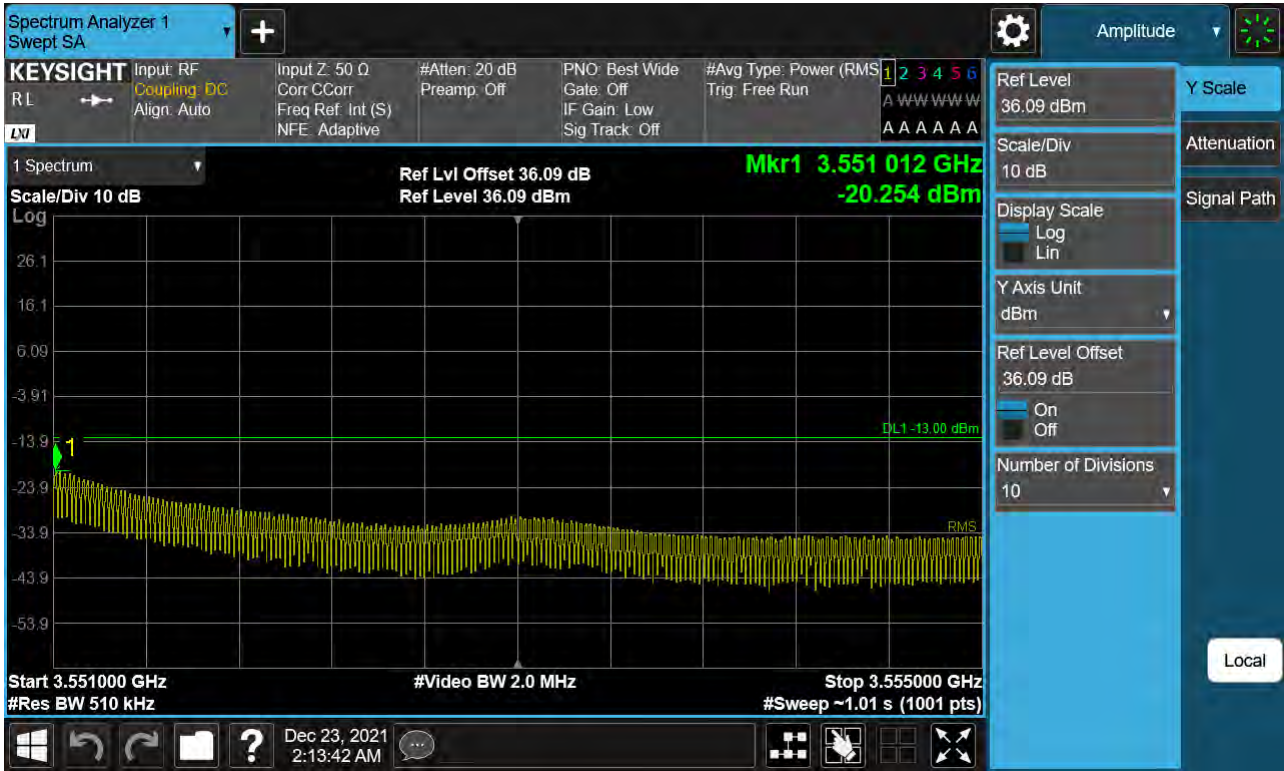 Spectrum Analyzer 1
Swept SA
Amplitude
KEYSIGHT
RL
LXI
Input: RF
Coupling: DC
Align: Auto
Input Z: 50 Ω
Corr CCorr
Freq Ref: Int (S)
NFE: Adaptive
#Atten: 20 dB
Preamp: Off
PNO: Best Wide
Gate: Off
IF Gain: Low
Sig Track: Off
#Avg Type: Power (RMS
Trig: Free Run
1 2 3 4 5 6
A W W W W W
A A A A A A
1 Spectrum
Scale/Div 10 dB
Ref Lvl Offset 36.09 dB
Ref Level 36.09 dBm
Mkr1 3.551 012 GHz
-20.254 dBm
Log
26.1
16.1
6.09
-3.91
-13.9
-23.9
-33.9
-43.9
-53.9
1
DL1 -13.00 dBm
RMS
Start 3.551000 GHz
#Res BW 510 kHz
#Video BW 2.0 MHz
Stop 3.555000 GHz
#Sweep ~1.01 s (1001 pts)
Ref Level
36.09 dBm
Scale/Div
10 dB
Display Scale
Log
Lin
Y Axis Unit
dBm
Ref Level Offset
36.09 dB
On
Off
Number of Divisions
10
Y Scale
Attenuation
Signal Path
Local
?
Dec 23, 2021
2:13:42 AM